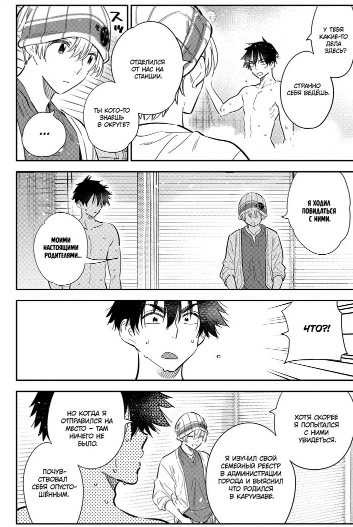 У ТЕБЯ
КАКИЕ-ТО
ДЕЛА
ЗДЕСЬ?
СТРАННО
СЕБЯ ВЕДЁШЬ.
ОТДЕЛИЛСЯ
ОТ НАС НА
СТАНЦИИ.
ТЫ КОГО-ТО
ЗНАЕШЬ
В ОКРУГЕ?
...
Я ХОДИЛ
ПОВИДАТЬСЯ
С НИМИ.
МОИМИ
НАСТОЯЩИМИ
РОДИТЕЛЯМИ...
ЧТО?!
ХОТЯ СКОРЕЕ
Я ПОПЫТАЛСЯ
С НИМИ
УВИДЕТЬСЯ.
Я ИЗУЧИЛ СВОЙ
СЕМЕЙНЫЙ РЕЕСТР
В АДМИНИСТРАЦИИ
ГОРОДА И ВЫЯСНИЛ
ЧТО РОДИЛСЯ
В КАРУИЗАВЕ.
НО КОГДА Я
ОТПРАВИЛСЯ НА
МЕСТО – ТАМ
НИЧЕГО НЕ
БЫЛО.
ПОЧУВ-
СТВОВАЛ
СЕБЯ ОПУСТО-
ШЁННЫМ.